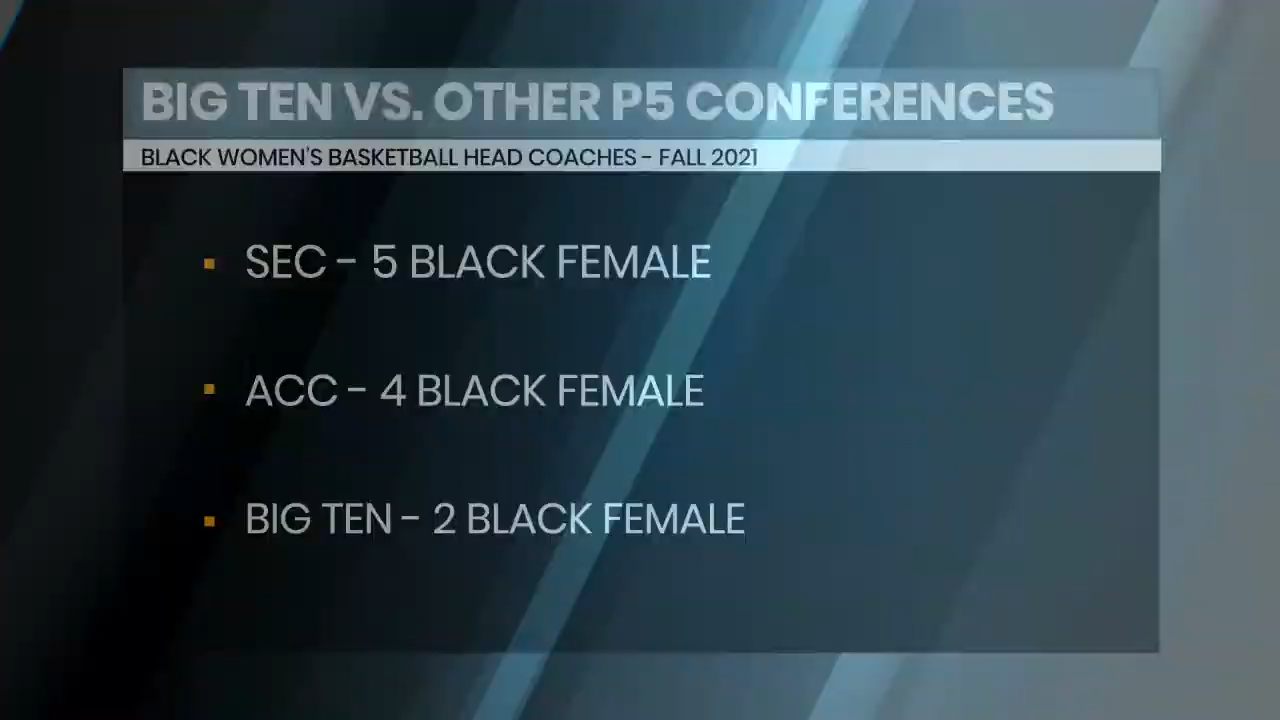 BIG TEN VS. OTHER P5 CONFERENCES
BLACK WOMEN'S BASKETBALL HEAD COACHES - FALL 2021
SEC - 5 BLACK FEMALE
ACC - 4 BLACK FEMALE
BIG TEN - 2 BLACK FEMALE